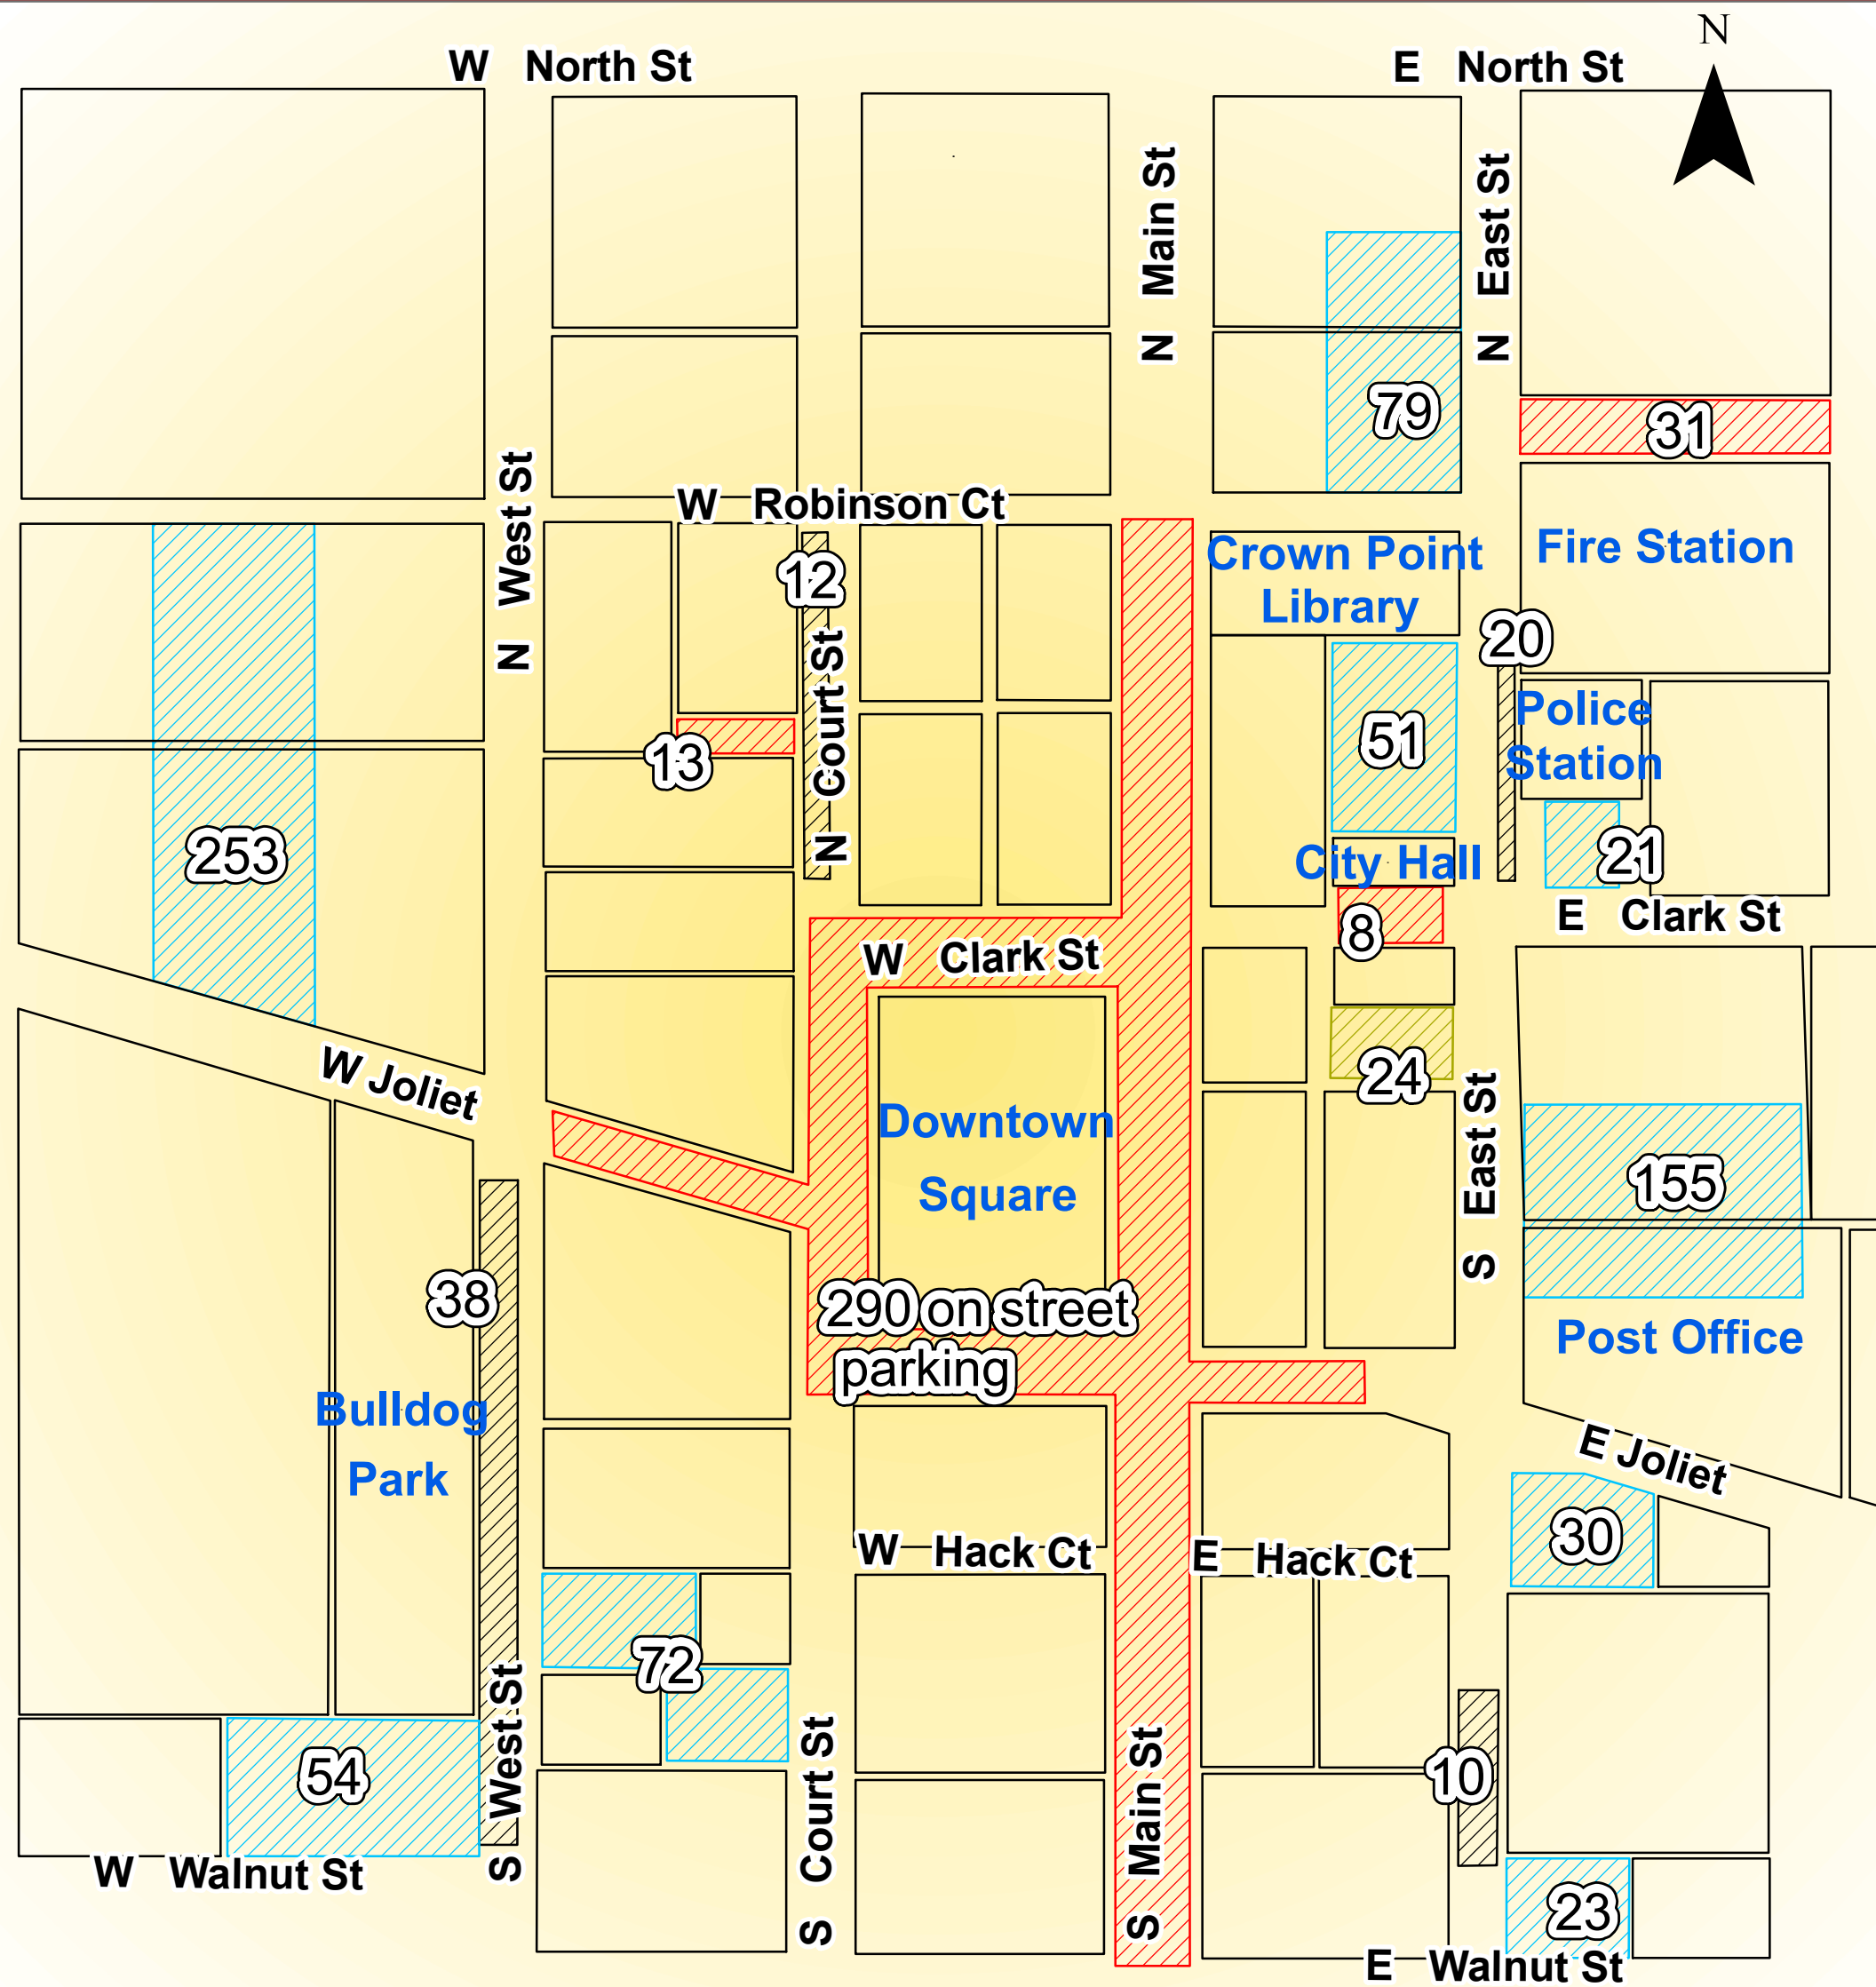 N
W North St
E North St
N Main St
N East St
79
31
N West St
W Robinson Ct
12
Crown Point
Library
Fire Station
20
N Court St
13
51
Police
Station
253
City Hall
21
8
E Clark St
W Clark St
W Joliet
24
Downtown
Square
S East St
155
38
290 on street
parking
Post Office
Bulldog
Park
E Joliet
30
W Hack Ct
E Hack Ct
72
54
S West St
S Court St
S Main St
10
W Walnut St
23
E Walnut St